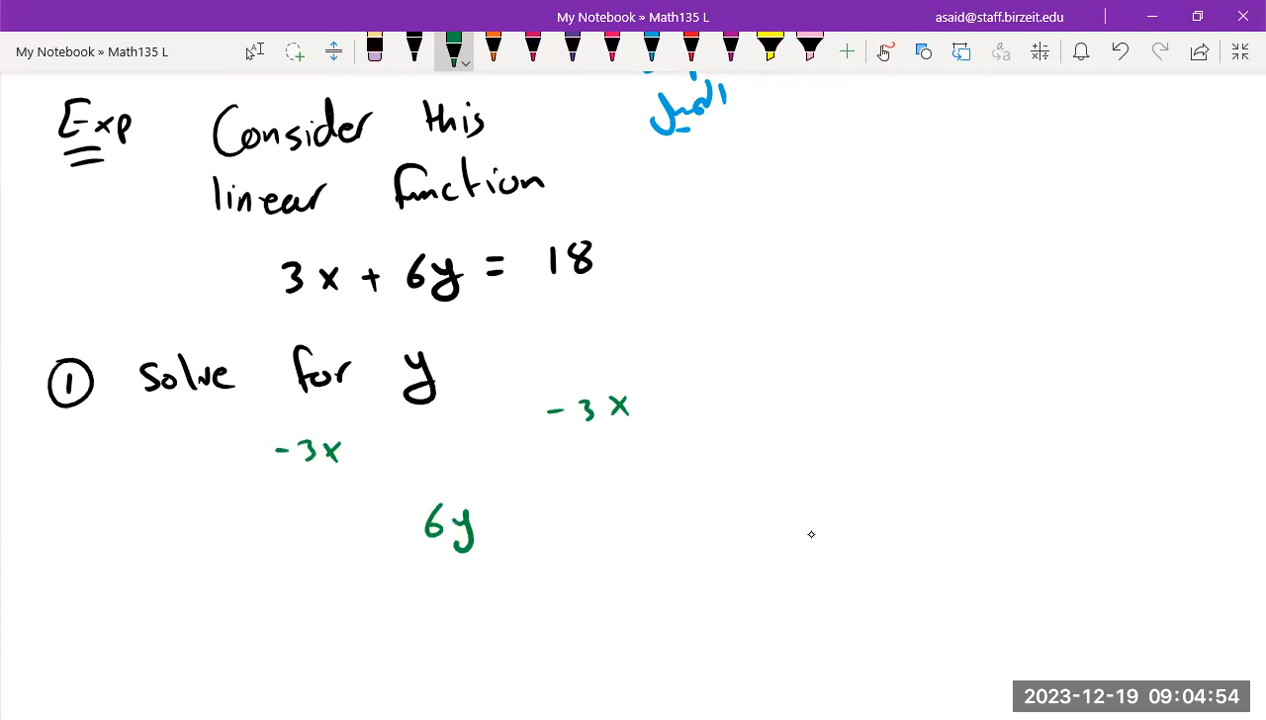 My Notebook » Math135 L
asaid@staff.birzeit.edu
My Notebook » Math135 L
Exp Consider this
linear function
3x + 6y = 18
① solve for y
-3x
-3x
6y
2023-12-19 09:04:54